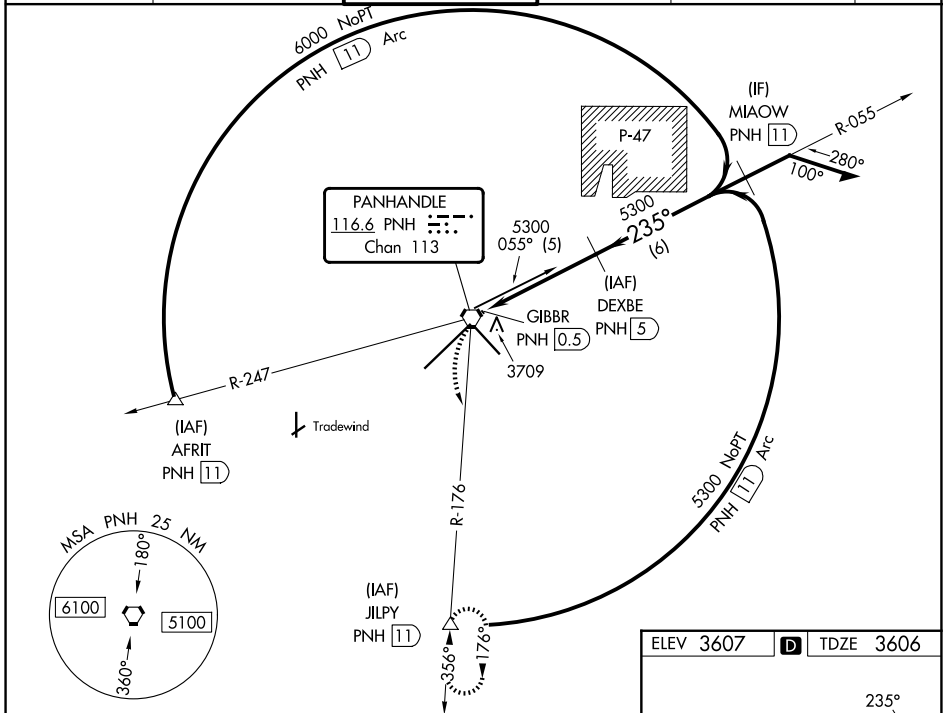 6000 NoPT
PNH 11 Arc
(IF)
MIAOW
PNH 11
R-055
280°
100°
P-47
PANHANDLE
116.6 PNH
Chan 113
5300
055° (5)
5300
235°
(6)
(IAF)
DEXBE
PNH 5
GIBBR
PNH 0.5
3709
R-247
(IAF)
AFRIT
PNH 11
Tradewind
R-176
5300 NoPT
PNH 11 Arc
MSA PNH 25 NM
180°
6100
5100
360°
(IAF)
JILPY
PNH 11
356°
176°
ELEV 3607 D TDZE 3606
235°